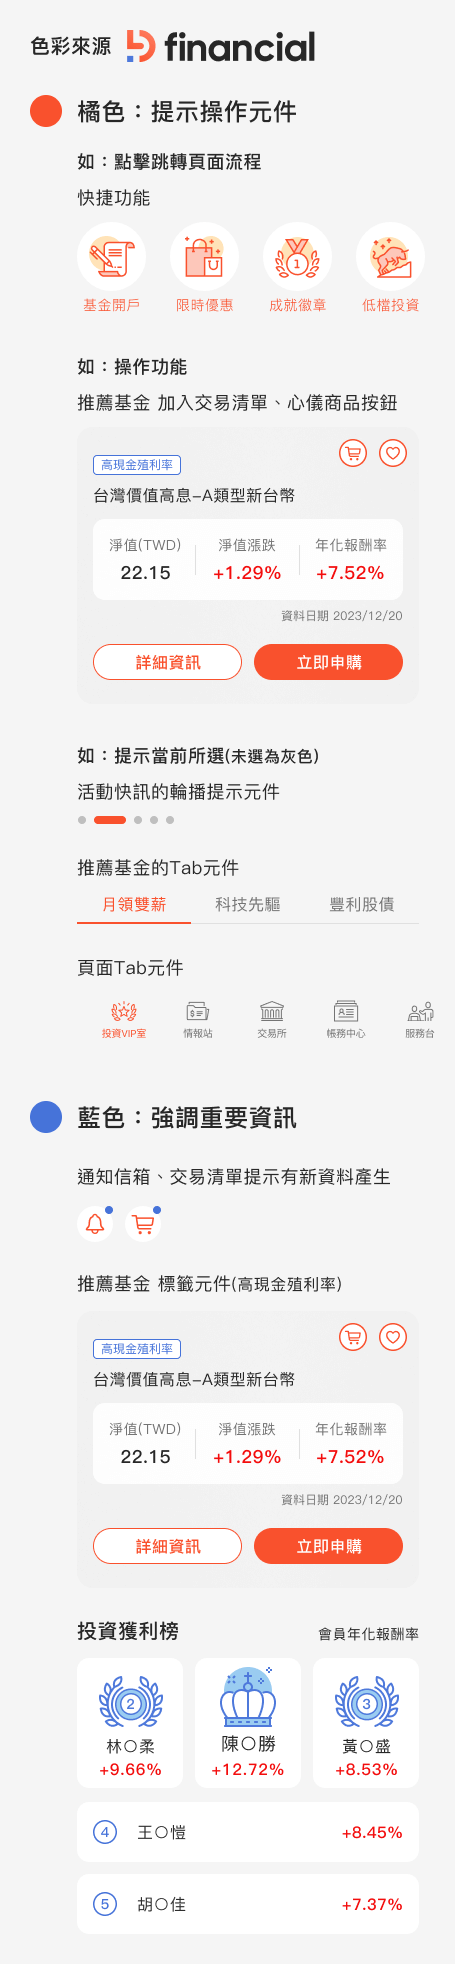 色彩來源 financial
橘色：提示操作元件
如：點擊跳轉頁面流程
快捷功能
1
基金開戶 限時優惠 成就徽章 低檔投資
如：操作功能
推薦基金 加入交易清單、心儀商品按鈕
高現金殖利率
台灣價值高息–A類型新台幣
淨值(TWD) 淨值漲跌 年化報酬率
22.15 +1.29% +7.52%
資料日期 2023/12/20
詳細資訊 立即申購
如：提示當前所選(未選為灰色)
活動快訊的輪播提示元件
推薦基金的Tab元件
月領雙薪 科技先驅 豐利股債
頁面Tab元件
投資VIP室 情報站 交易所 帳務中心 服務台
藍色：強調重要資訊
通知信箱、交易清單提示有新資料產生
推薦基金 標籤元件(高現金殖利率)
高現金殖利率
台灣價值高息–A類型新台幣
淨值(TWD) 淨值漲跌 年化報酬率
22.15 +1.29% +7.52%
資料日期 2023/12/20
詳細資訊 立即申購
投資獲利榜 會員年化報酬率
2 3
林〇柔 陳〇勝 黃〇盛
+9.66% +12.72% +8.53%
4 王〇愷 +8.45%
5 胡〇佳 +7.37%